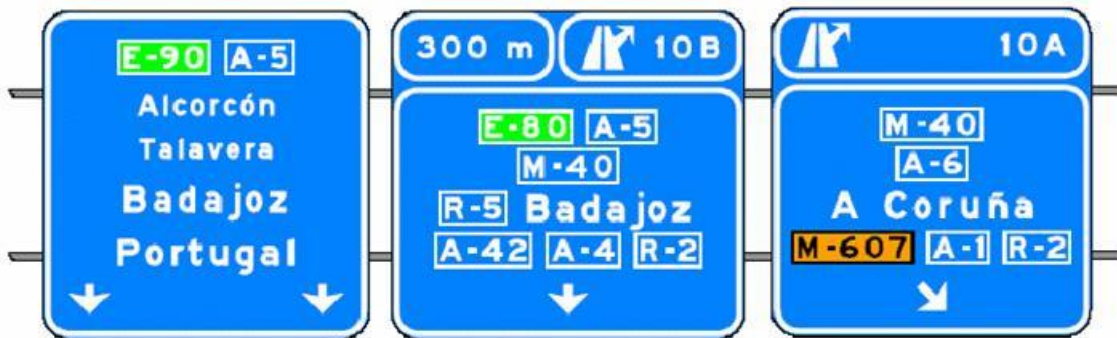 E-90 A-5
Alcorcón
Talavera
Badajoz
Portugal
300 m 10B
E-80 A-5
M-40
R-5 Badajoz
A-42 A-4 R-2
10A
M-40
A-6
A Coruña
M-607 A-1 R-2